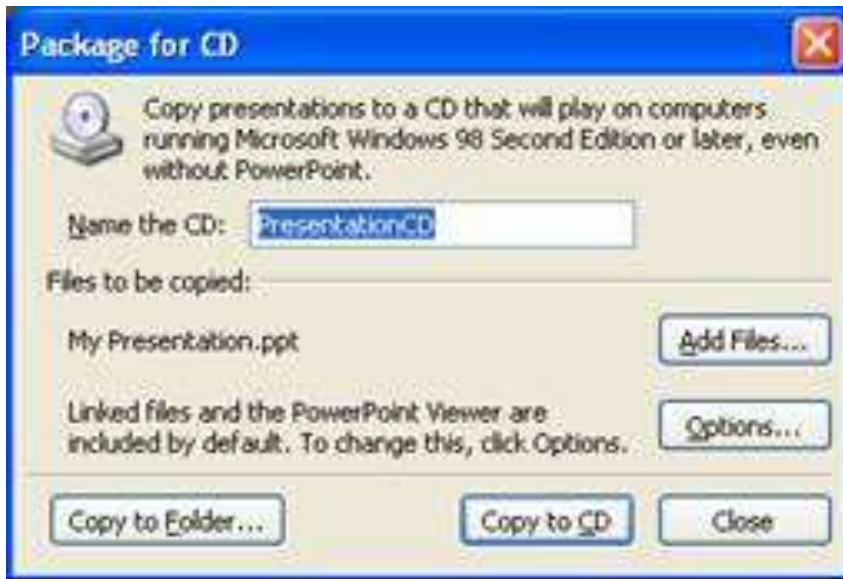 Package for CD
Copy presentations to a CD that will play on computers
running Microsoft Windows 98 Second Edition or later, even
without PowerPoint.
Name the CD: PresentationCD
Files to be copied:
My Presentation.ppt
Add Files...
Linked files and the PowerPoint Viewer are
included by default. To change this, click Options.
Options...
Copy to Folder... Copy to CD Close